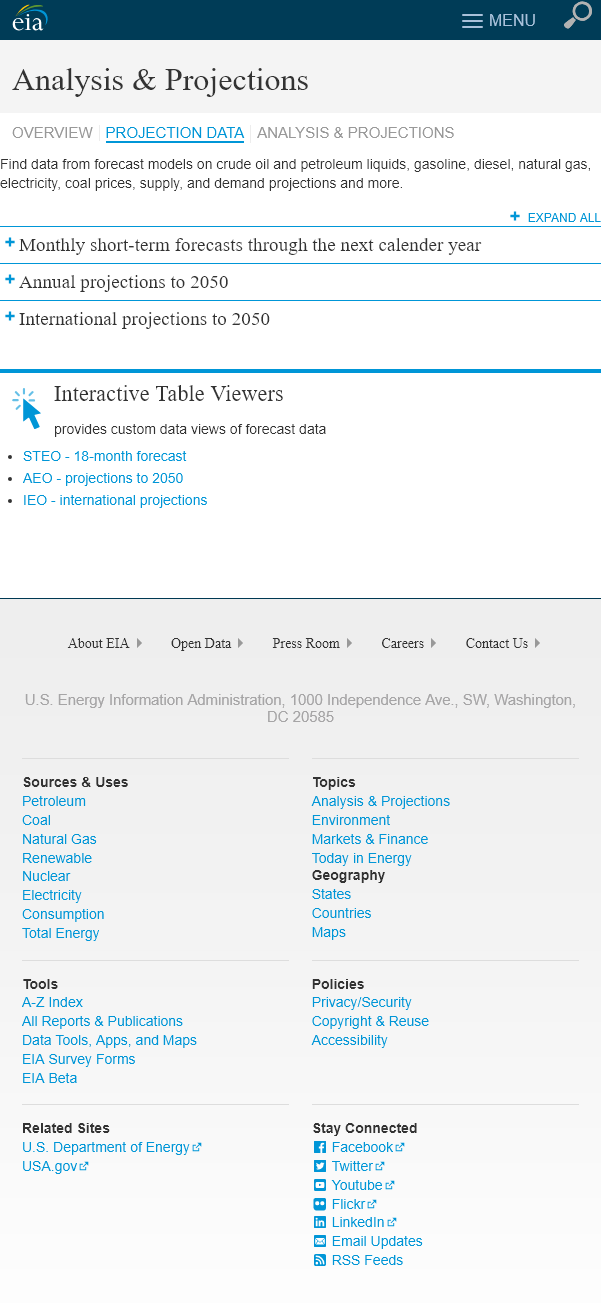 eia
MENU
Analysis & Projections
OVERVIEW PROJECTION DATA ANALYSIS & PROJECTIONS
Find data from forecast models on crude oil and petroleum liquids, gasoline, diesel, natural gas,
electricity, coal prices, supply, and demand projections and more.
EXPAND ALL
Monthly short-term forecasts through the next calender year
Annual projections to 2050
International projections to 2050
Interactive Table Viewers
provides custom data views of forecast data
STEO - 18-month forecast
AEO - projections to 2050
IEO - international projections
About EIA Open Data Press Room Careers Contact Us
U.S. Energy Information Administration, 1000 Independence Ave., SW, Washington,
DC 20585
Sources & Uses
Petroleum
Coal
Natural Gas
Renewable
Nuclear
Electricity
Consumption
Total Energy
Topics
Analysis & Projections
Environment
Markets & Finance
Today in Energy
Geography
States
Countries
Maps
Tools
A-Z Index
All Reports & Publications
Data Tools, Apps, and Maps
EIA Survey Forms
EIA Beta
Policies
Privacy/Security
Copyright & Reuse
Accessibility
Related Sites
U.S. Department of Energy
USA.gov
Stay Connected
Facebook
Twitter
Youtube
Flickr
LinkedIn
Email Updates
RSS Feeds